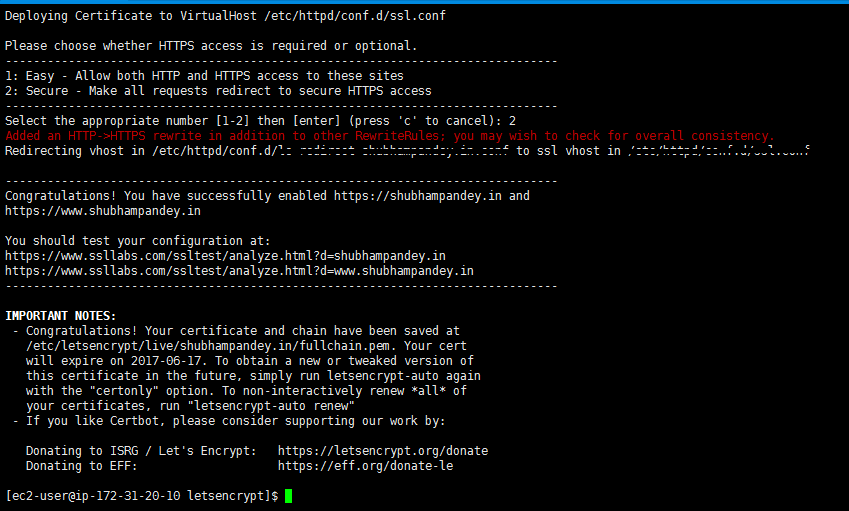 Deploying Certificate to VirtualHost /etc/httpd/conf.d/ssl.conf
Please choose whether HTTPS access is required or optional.
-------------------------------------------------------------------------------
1: Easy - Allow both HTTP and HTTPS access to these sites
2: Secure - Make all requests redirect to secure HTTPS access
-------------------------------------------------------------------------------
Select the appropriate number [1-2] then [enter] (press 'c' to cancel): 2
Added an HTTP->HTTPS rewrite in addition to other RewriteRules; you may wish to check for overall consistency.
Redirecting vhost in /etc/httpd/conf.d/le-redirect-shubhampandey.in.conf to ssl vhost in /etc/httpd/conf.d/ssl.conf
-------------------------------------------------------------------------------
Congratulations! You have successfully enabled https://shubhampandey.in and
https://www.shubhampandey.in
You should test your configuration at:
https://www.ssllabs.com/ssltest/analyze.html?d=shubhampandey.in
https://www.ssllabs.com/ssltest/analyze.html?d=www.shubhampandey.in
-------------------------------------------------------------------------------
IMPORTANT NOTES:
- Congratulations! Your certificate and chain have been saved at
/etc/letsencrypt/live/shubhampandey.in/fullchain.pem. Your cert
will expire on 2017-06-17. To obtain a new or tweaked version of
this certificate in the future, simply run letsencrypt-auto again
with the "certonly" option. To non-interactively renew *all* of
your certificates, run "letsencrypt-auto renew"
- If you like Certbot, please consider supporting our work by:
Donating to ISRG / Let's Encrypt: https://letsencrypt.org/donate
Donating to EFF: https://eff.org/donate-le
[ec2-user@ip-172-31-20-10 letsencrypt]$